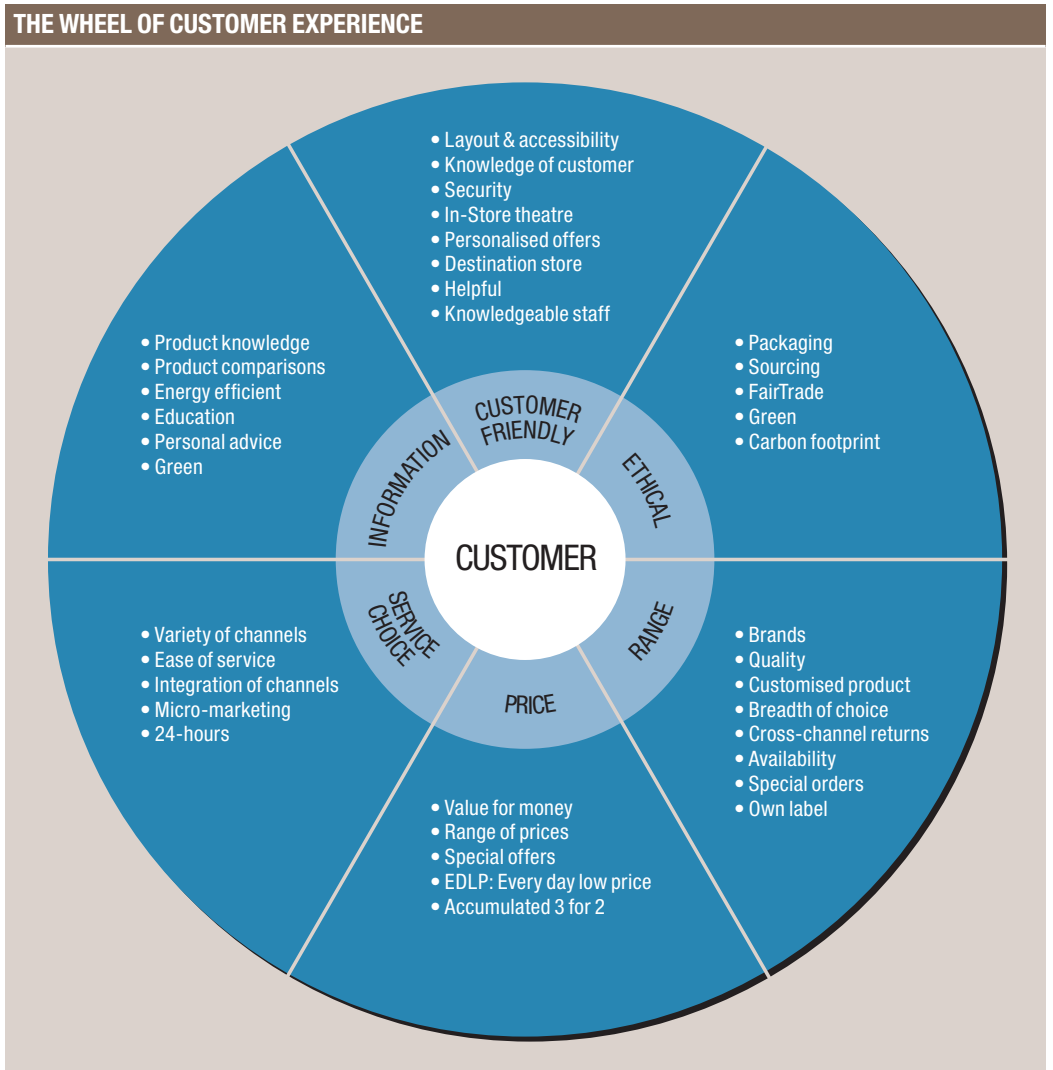 THE WHEEL OF CUSTOMER EXPERIENCE
• Layout & accessibility
• Knowledge of customer
• Security
• In-Store theatre
• Personalised offers
• Destination store
• Helpful
• Knowledgeable staff
• Product knowledge
• Product comparisons
• Energy efficient
• Education
• Personal advice
• Green
• Packaging
• Sourcing
• FairTrade
• Green
• Carbon footprint
CUSTOMER
FRIENDLY
INFORMATION
ETHICAL
CUSTOMER
SERVICE
CHOICE
RANGE
PRICE
• Variety of channels
• Ease of service
• Integration of channels
• Micro-marketing
• 24-hours
• Brands
• Quality
• Customised product
• Breadth of choice
• Cross-channel returns
• Availability
• Special orders
• Own label
• Value for money
• Range of prices
• Special offers
• EDLP: Every day low price
• Accumulated 3 for 2